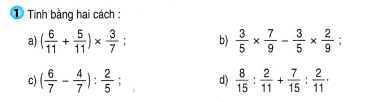 1 Tính bằng hai cách :
a) (6/11 + 5/11) × 3/7 ; b) 3/5 × 7/9 − 3/5 × 2/9 ;
c) (6/7 − 4/7) : 2/5 ; d) 8/15 : 2/11 + 7/15 : 2/11 .